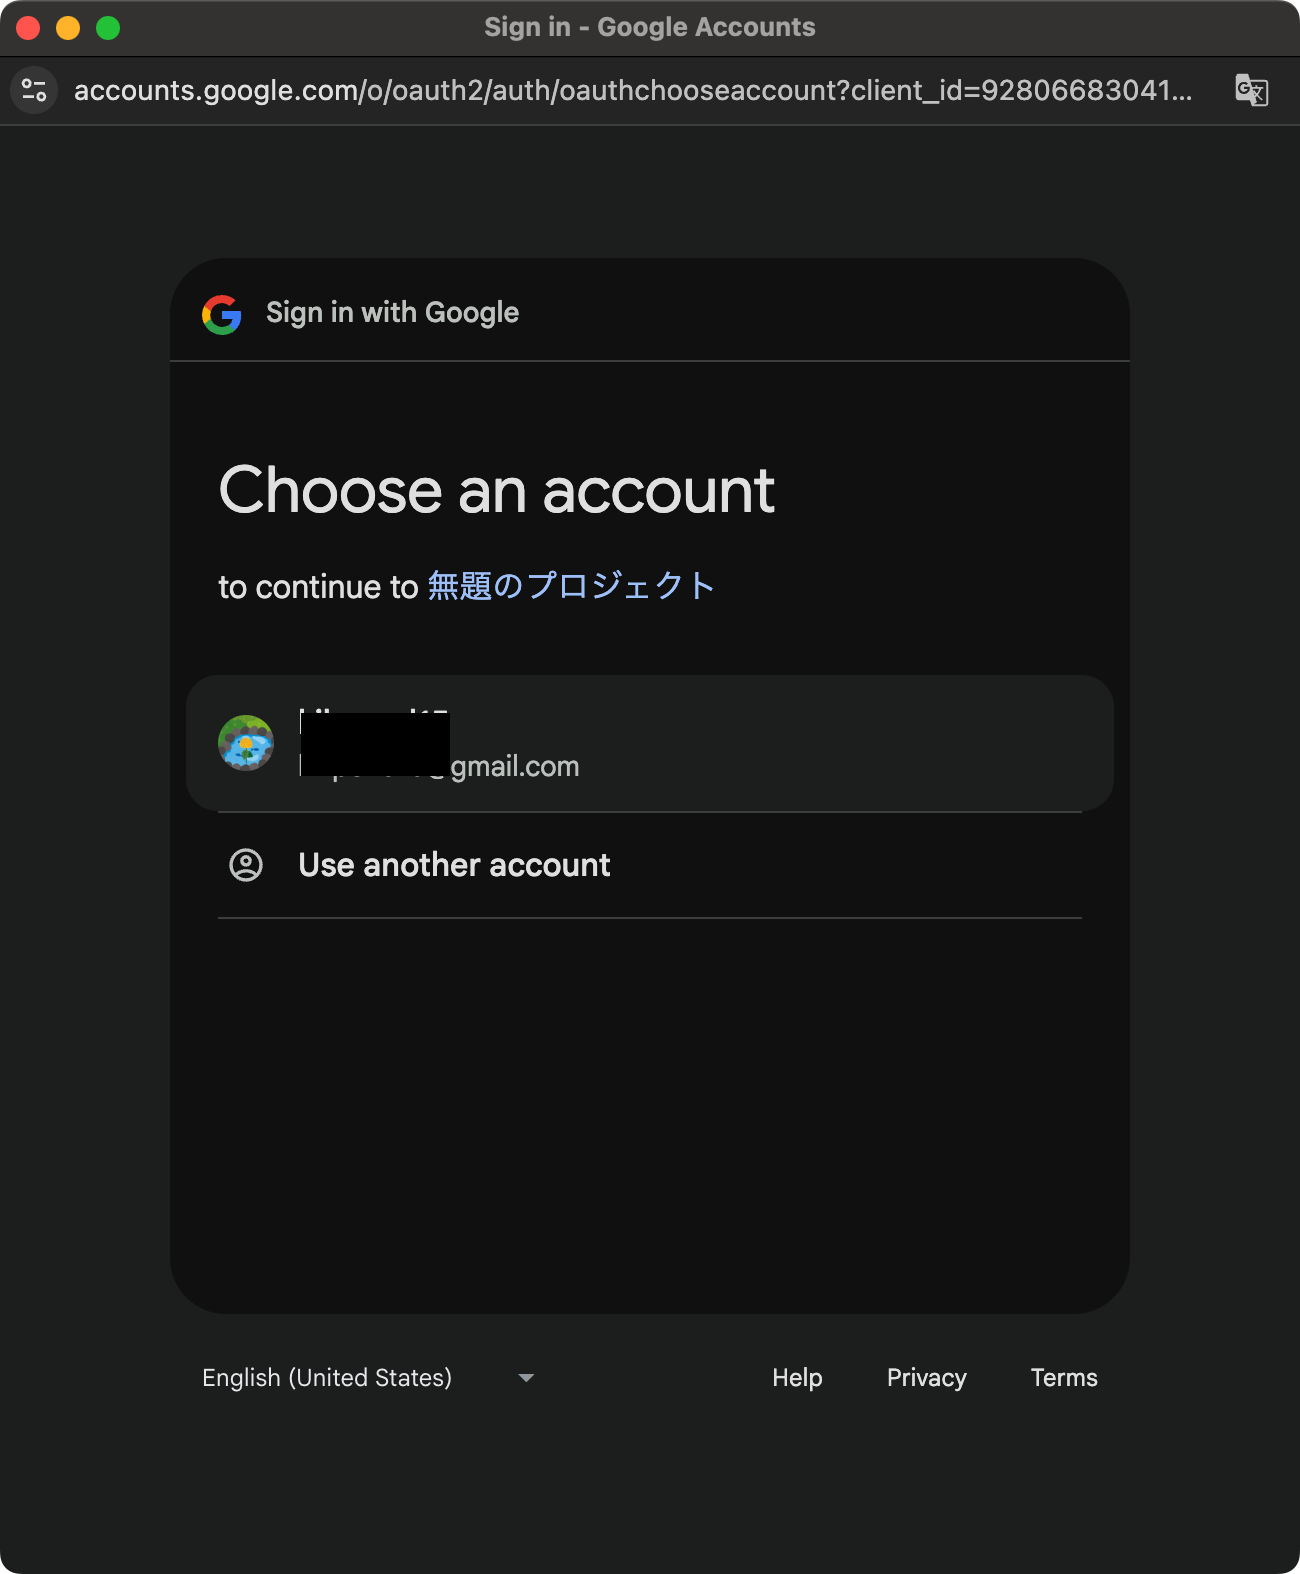 Sign in - Google Accounts
accounts.google.com/o/oauth2/auth/oauthchooseaccount?client_id=92806683041...
Sign in with Google
Choose an account
to continue to 無題のプロジェクト
@gmail.com
Use another account
English (United States)
Help Privacy Terms